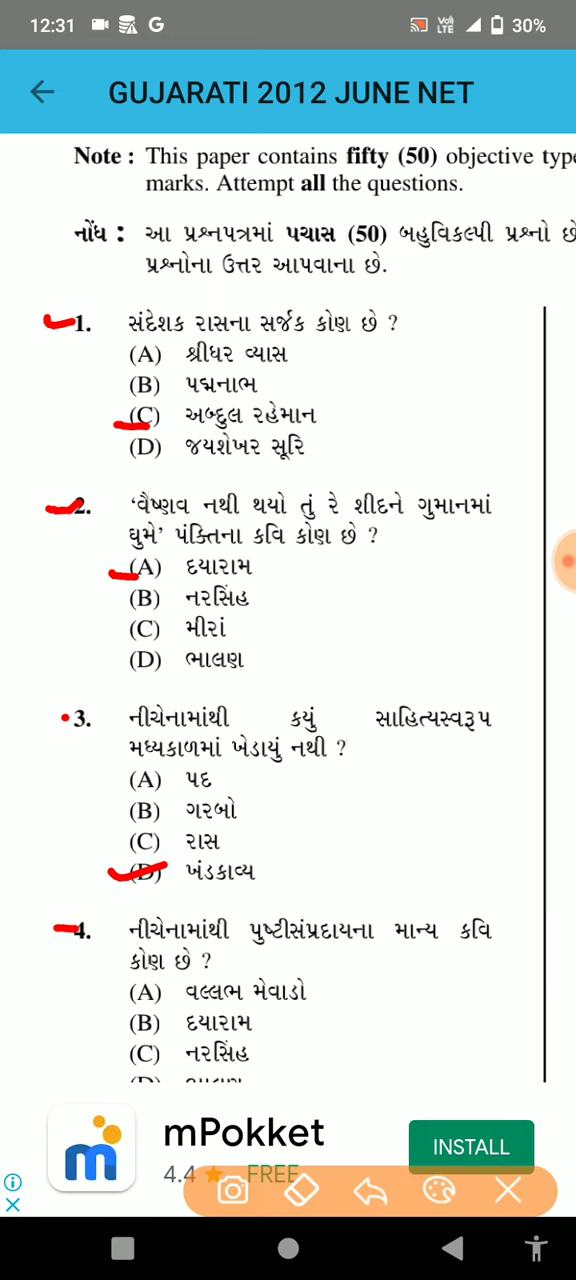 12:31 G Vo) LTE 30%
GUJARATI 2012 JUNE NET
Note : This paper contains fifty (50) objective type
marks. Attempt all the questions.
નોંધ : આ પ્રશ્નપત્રમાં પચાસ (50) બહુવિકલ્પી પ્રશ્નો છે
પ્રશ્નોના ઉત્તર આપવાના છે.
1. સંદેશક રાસના સર્જક કોણ છે ?
(A) શ્રીધર વ્યાસ
(B) પદ્મનાભ
(C) અબ્દુલ રહેમાન
(D) જયશેખર સૂરિ
2. ‘વૈષ્ણવ નથી થયો તું રે શીદને ગુમાનમાં
ઘુમે’ પંક્તિના કવિ કોણ છે ?
(A) દયારામ
(B) નરસિંહ
(C) મીરાં
(D) ભાલણ
3. નીચેનામાંથી કયું સાહિત્યસ્વરૂપ
મધ્યકાળમાં ખેડાયું નથી ?
(A) પદ
(B) ગરબો
(C) રાસ
(D) ખંડકાવ્ય
4. નીચેનામાંથી પુષ્ટીસંપ્રદાયના માન્ય કવિ
કોણ છે ?
(A) વલ્લભ મેવાડો
(B) દયારામ
(C) નરસિંહ
mPokket
4.4 FREE
INSTALL